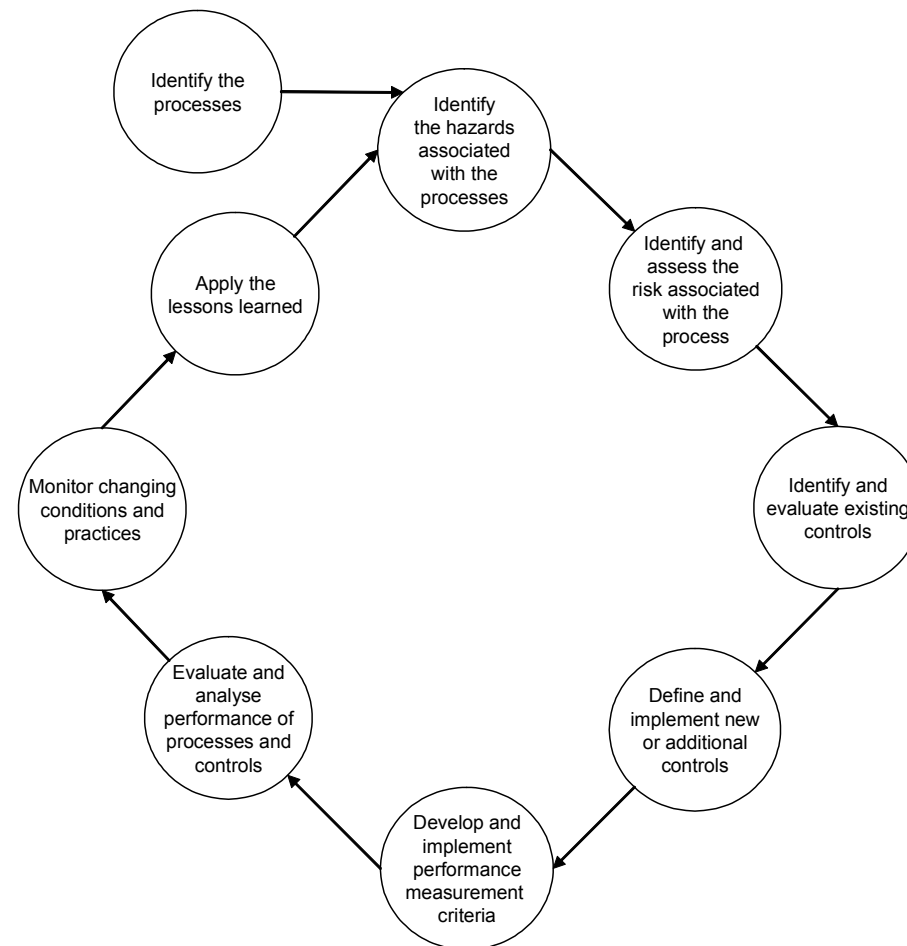 Identify the
processes
Identify
the hazards
associated
with the
processes
Identify and
assess the
risk associated
with the
process
Identify and
evaluate existing
controls
Define and
implement new
or additional
controls
Develop and
implement
performance
measurement
criteria
Evaluate and
analyse
performance of
processes and
controls
Monitor changing
conditions and
practices
Apply the
lessons learned